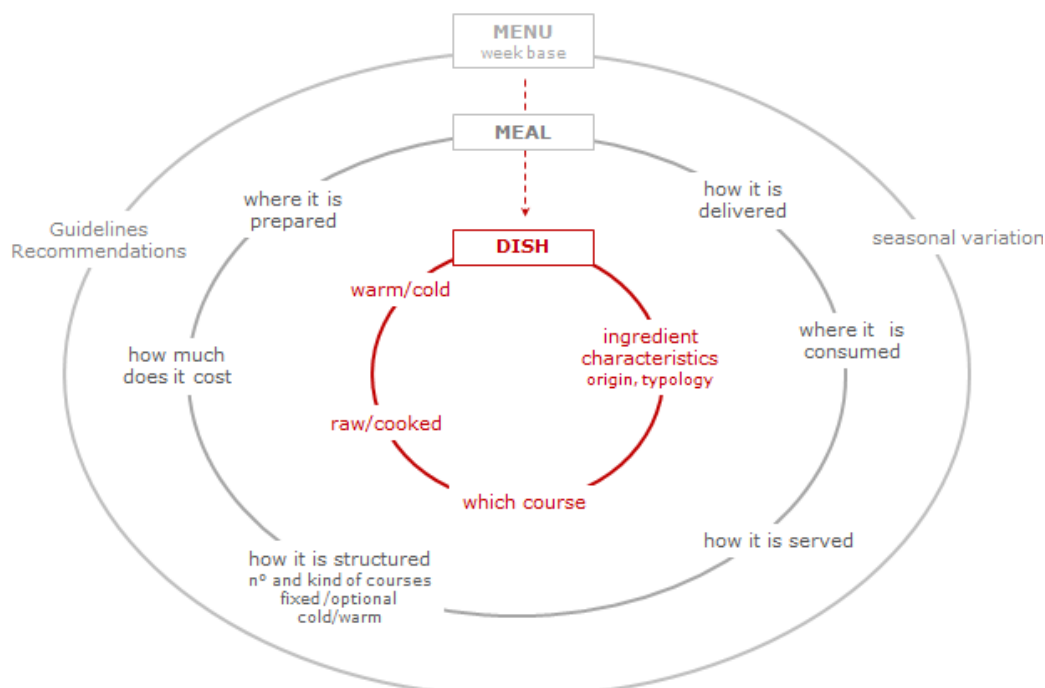 MENU
week base
MEAL
where it is
prepared
how it is
delivered
Guidelines
Recommendations
seasonal variation
DISH
warm/cold
ingredient
characteristics
origin, typology
how much
does it cost
where it is
consumed
raw/cooked
which course
how it is served
how it is structured
n° and kind of courses
fixed/optional
cold/warm